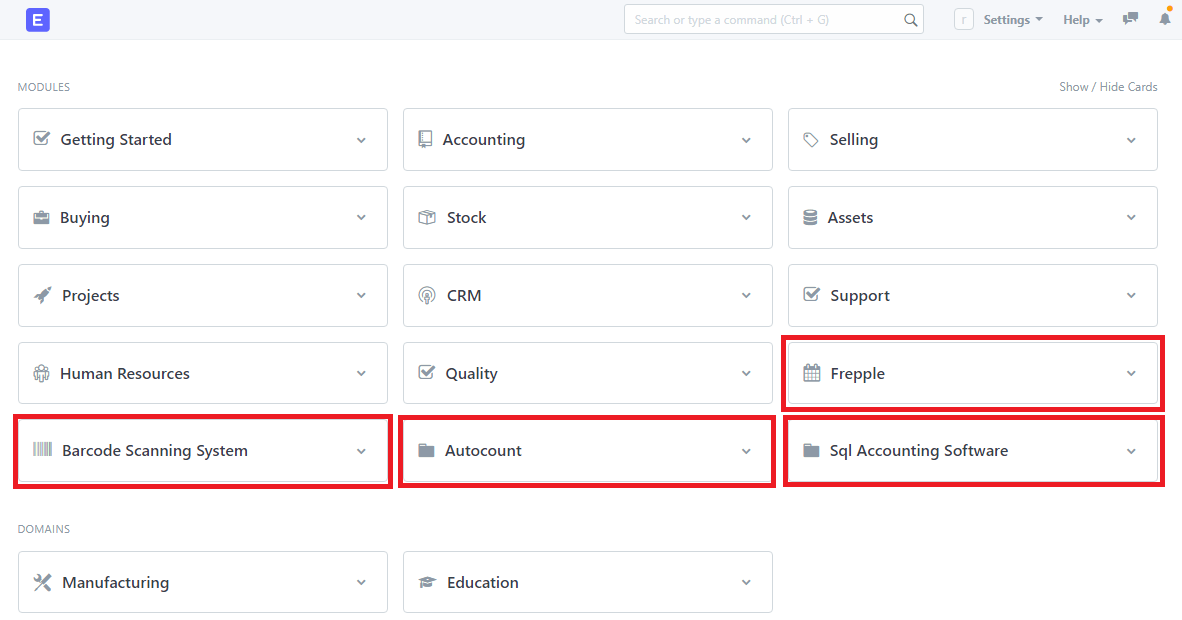 E
Search or type a command (Ctrl + G)
r
Settings
Help
MODULES
Show / Hide Cards
Getting Started
Accounting
Selling
Buying
Stock
Assets
Projects
CRM
Support
Human Resources
Quality
Frepple
Barcode Scanning System
Autocount
Sql Accounting Software
DOMAINS
Manufacturing
Education